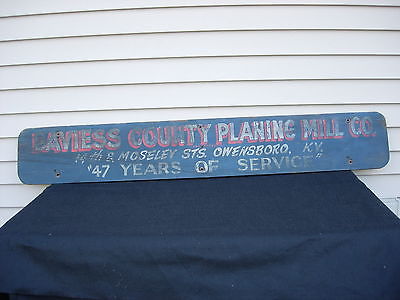 DAVIESS COUNTY PLANING MILL CO.
14TH & MOSELEY STS. OWENSBORO, KY.
"47 YEARS OF SERVICE"